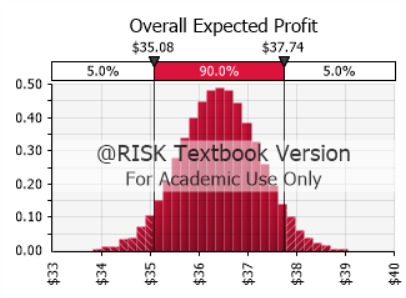 Overall Expected Profit
$35.08 $37.74
5.0% 90.0% 5.0%
0.50
0.40
0.30
0.20
0.10
0.00
@RISK Textbook Version
For Academic Use Only
$33 $34 $35 $36 $37 $38 $39 $40